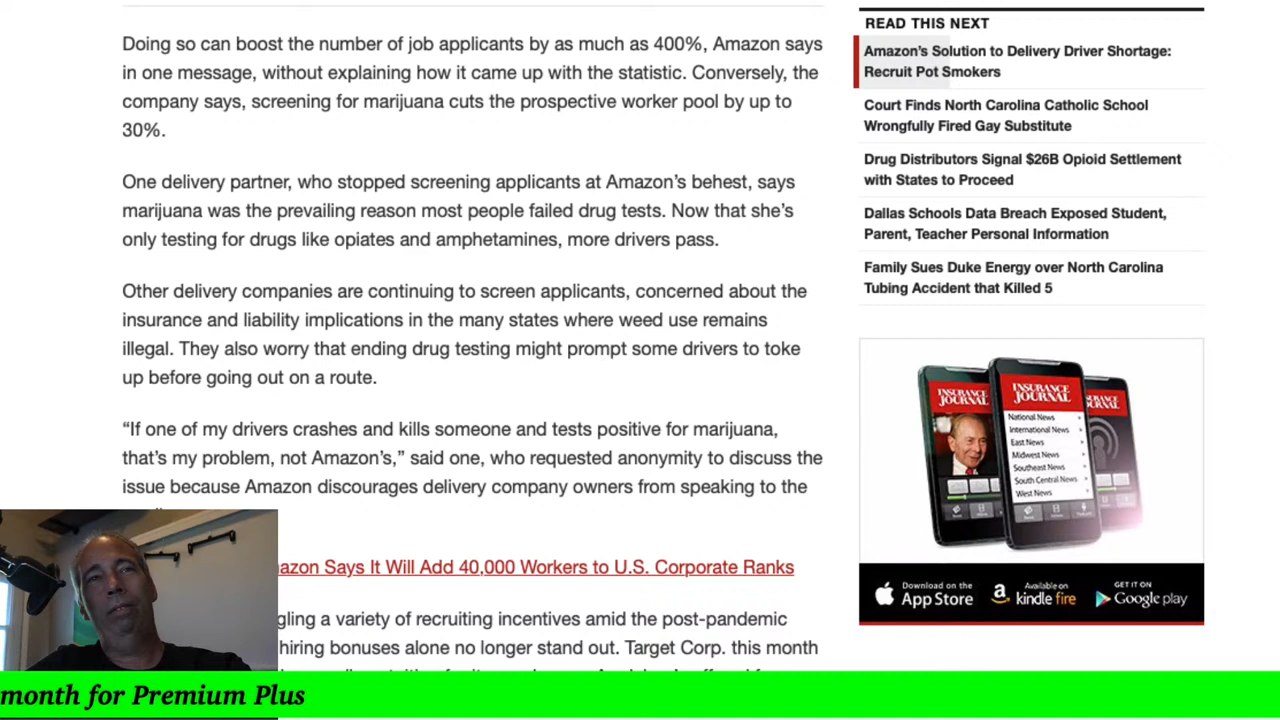 Doing so can boost the number of job applicants by as much as 400%, Amazon says
in one message, without explaining how it came up with the statistic. Conversely, the
company says, screening for marijuana cuts the prospective worker pool by up to
30%.
One delivery partner, who stopped screening applicants at Amazon’s behest, says
marijuana was the prevailing reason most people failed drug tests. Now that she’s
only testing for drugs like opiates and amphetamines, more drivers pass.
Other delivery companies are continuing to screen applicants, concerned about the
insurance and liability implications in the many states where weed use remains
illegal. They also worry that ending drug testing might prompt some drivers to toke
up before going out on a route.
“If one of my drivers crashes and kills someone and tests positive for marijuana,
that’s my problem, not Amazon’s,” said one, who requested anonymity to discuss the
issue because Amazon discourages delivery company owners from speaking to the
azon Says It Will Add 40,000 Workers to U.S. Corporate Ranks
gling a variety of recruiting incentives amid the post-pandemic
hiring bonuses alone no longer stand out. Target Corp. this month
month for Premium Plus
READ THIS NEXT
Amazon’s Solution to Delivery Driver Shortage:
Recruit Pot Smokers
Court Finds North Carolina Catholic School
Wrongfully Fired Gay Substitute
Drug Distributors Signal $26B Opioid Settlement
with States to Proceed
Dallas Schools Data Breach Exposed Student,
Parent, Teacher Personal Information
Family Sues Duke Energy over North Carolina
Tubing Accident that Killed 5
INSURANCE
JOURNAL
INSURANCE
JOURNAL
National News
International News
East News
Midwest News
Southeast News
South Central News
West News
Download on the
App Store
Available on
kindle fire
GET IT ON
Google play